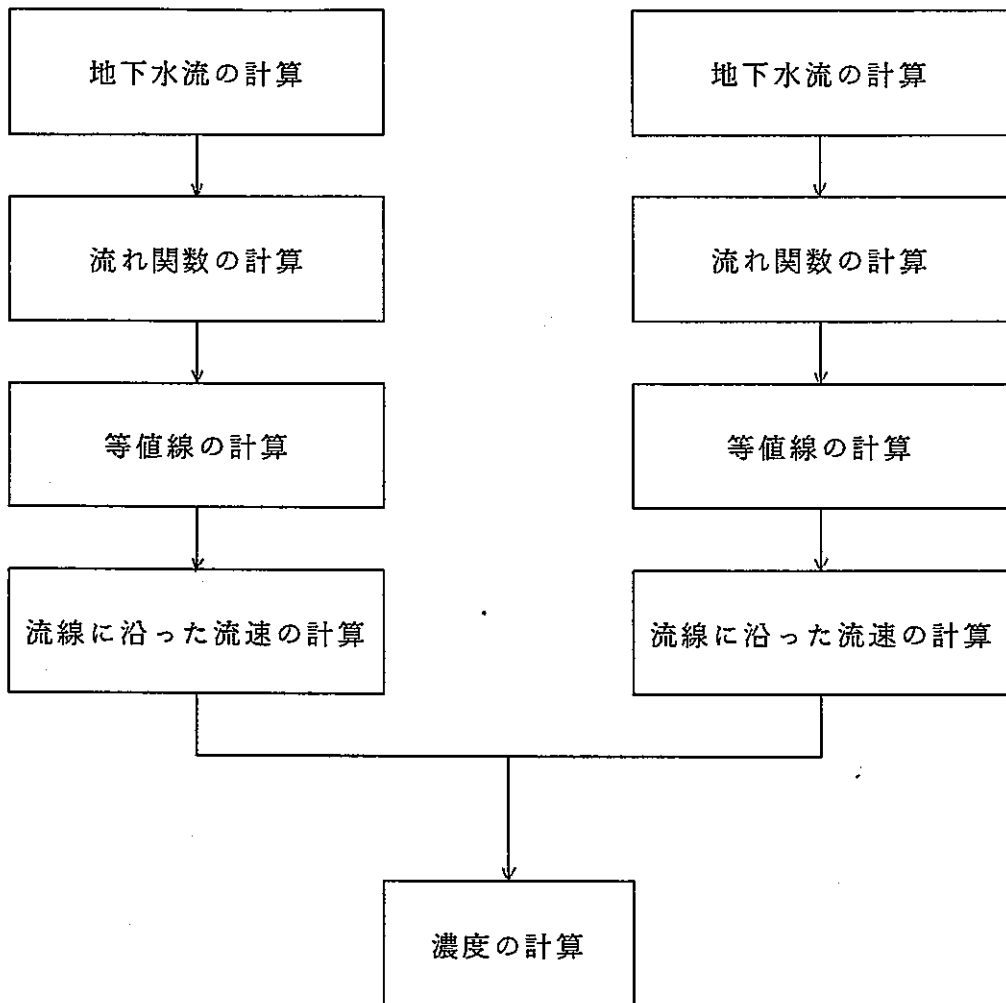 地下水流の計算
流れ関数の計算
等値線の計算
流線に沿った流速の計算
地下水流の計算
流れ関数の計算
等値線の計算
流線に沿った流速の計算
濃度の計算